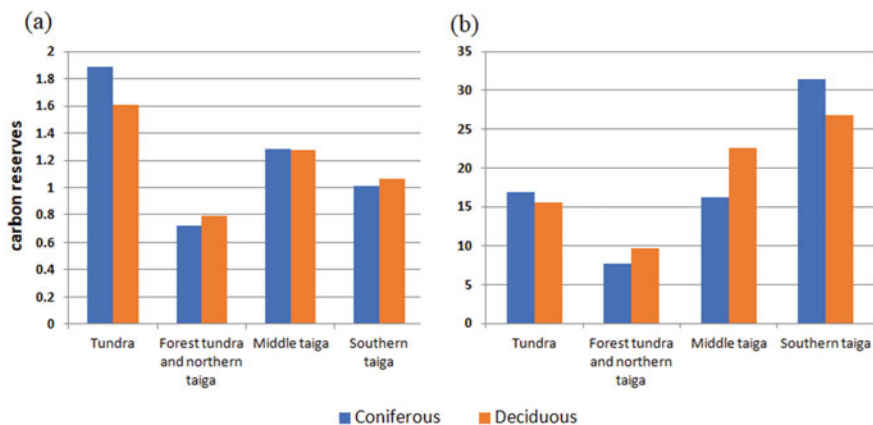 (a)
carbon reserves
2
1.8
1.6
1.4
1.2
1
0.8
0.6
0.4
0.2
0
Tundra
Forest tundra
and northern
taiga
Middle taiga
Southern
taiga
(b)
35
30
25
20
15
10
5
0
Tundra
Forest tundra
and northern
taiga
Middle taiga
Southern taiga
Coniferous
Deciduous